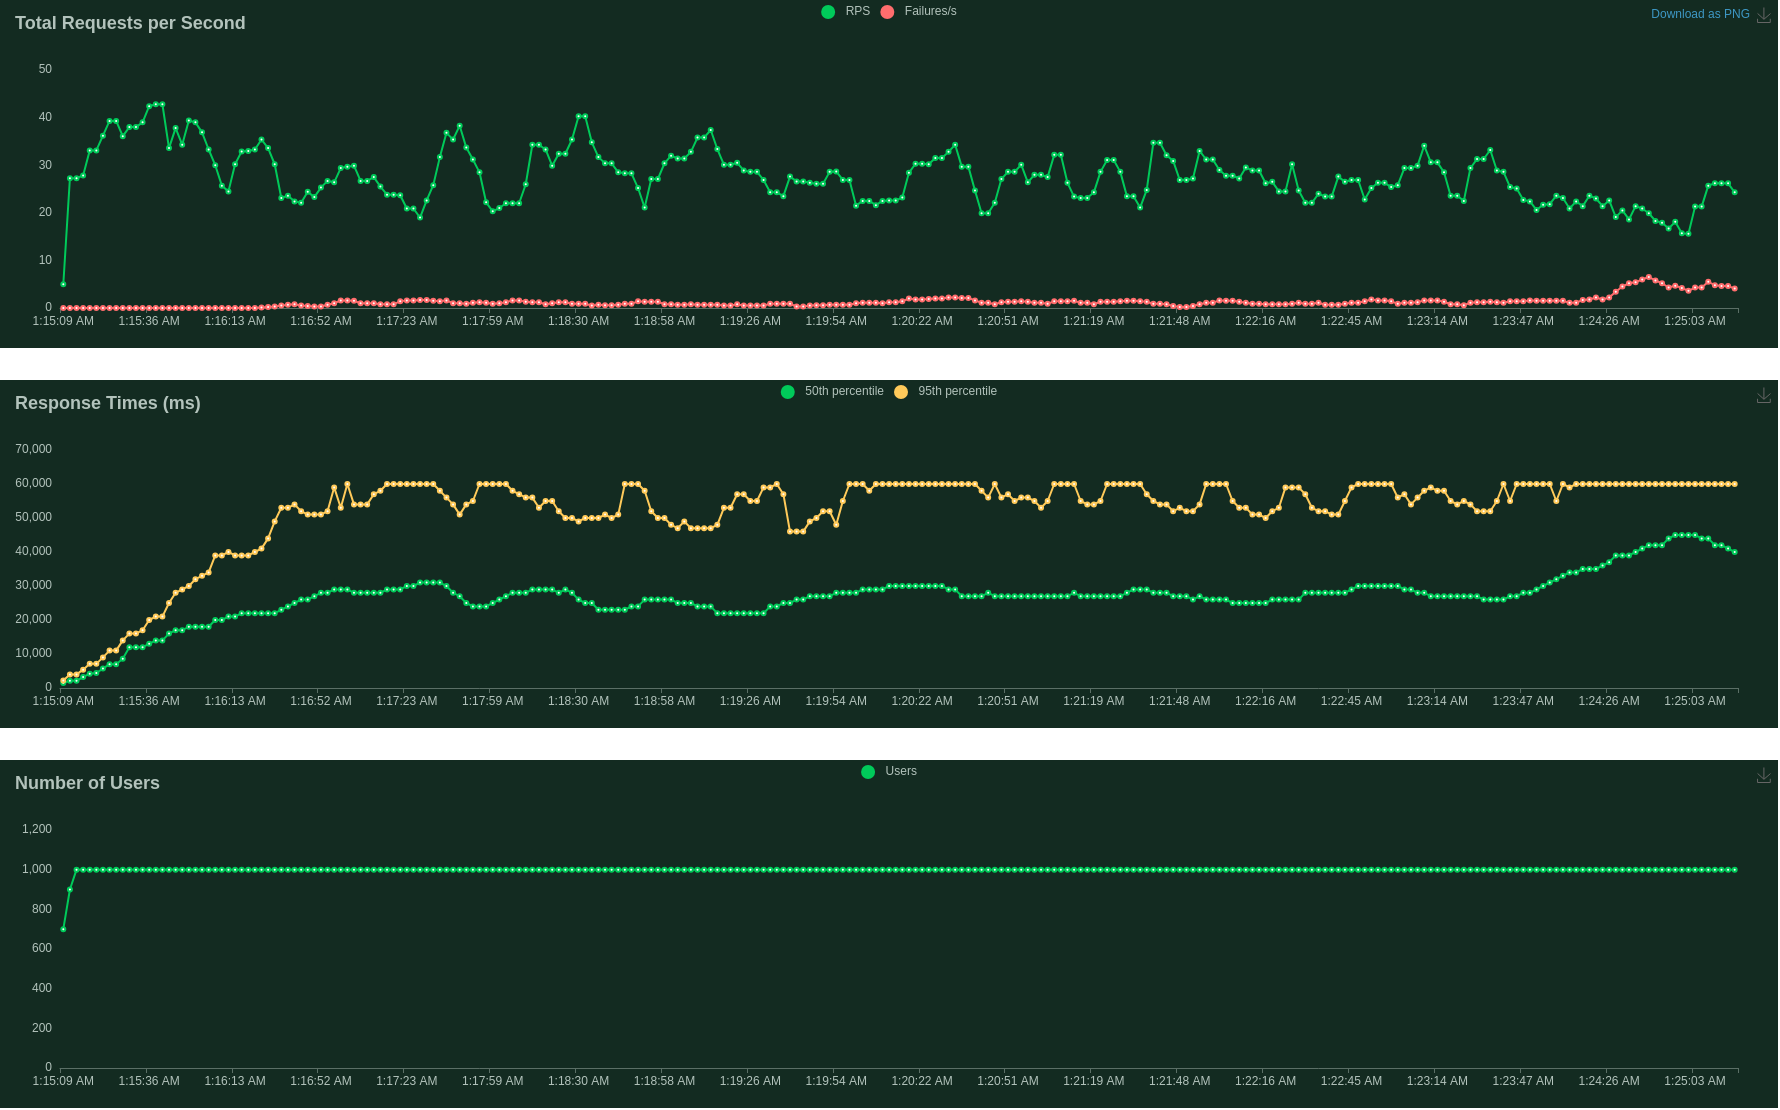 Total Requests per Second
RPS Failures/s
Download as PNG
50
40
30
20
10
0
1:15:09 AM 1:15:36 AM 1:16:13 AM 1:16:52 AM 1:17:23 AM 1:17:59 AM 1:18:30 AM 1:18:58 AM 1:19:26 AM 1:19:54 AM 1:20:22 AM 1:20:51 AM 1:21:19 AM 1:21:48 AM 1:22:16 AM 1:22:45 AM 1:23:14 AM 1:23:47 AM 1:24:26 AM 1:25:03 AM
Response Times (ms)
50th percentile 95th percentile
70,000
60,000
50,000
40,000
30,000
20,000
10,000
0
1:15:09 AM 1:15:36 AM 1:16:13 AM 1:16:52 AM 1:17:23 AM 1:17:59 AM 1:18:30 AM 1:18:58 AM 1:19:26 AM 1:19:54 AM 1:20:22 AM 1:20:51 AM 1:21:19 AM 1:21:48 AM 1:22:16 AM 1:22:45 AM 1:23:14 AM 1:23:47 AM 1:24:26 AM 1:25:03 AM
Number of Users
Users
1,200
1,000
800
600
400
200
0
1:15:09 AM 1:15:36 AM 1:16:13 AM 1:16:52 AM 1:17:23 AM 1:17:59 AM 1:18:30 AM 1:18:58 AM 1:19:26 AM 1:19:54 AM 1:20:22 AM 1:20:51 AM 1:21:19 AM 1:21:48 AM 1:22:16 AM 1:22:45 AM 1:23:14 AM 1:23:47 AM 1:24:26 AM 1:25:03 AM